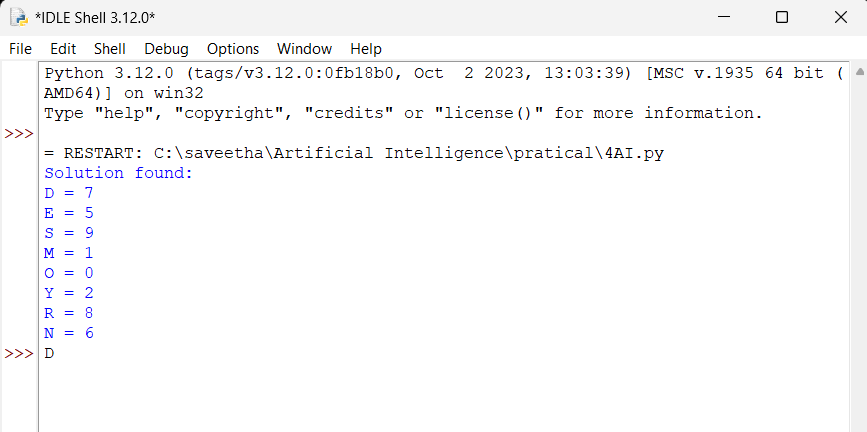 *IDLE Shell 3.12.0*
File Edit Shell Debug Options Window Help
Python 3.12.0 (tags/v3.12.0:0fb18b0, Oct  2 2023, 13:03:39) [MSC v.1935 64 bit (
AMD64)] on win32
Type "help", "copyright", "credits" or "license()" for more information.
>>>
= RESTART: C:\saveetha\Artificial Intelligence\pratical\4AI.py
Solution found:
D = 7
E = 5
S = 9
M = 1
O = 0
Y = 2
R = 8
N = 6
>>> D